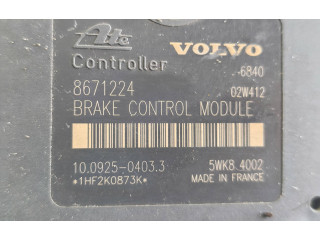 Ate VOLVO
Controller 6840
8671224 02W412
BRAKE CONTROL MODULE
10.0925-0403.3 5WK8 4002
*1HF2K0873K* MADE IN FRANCE